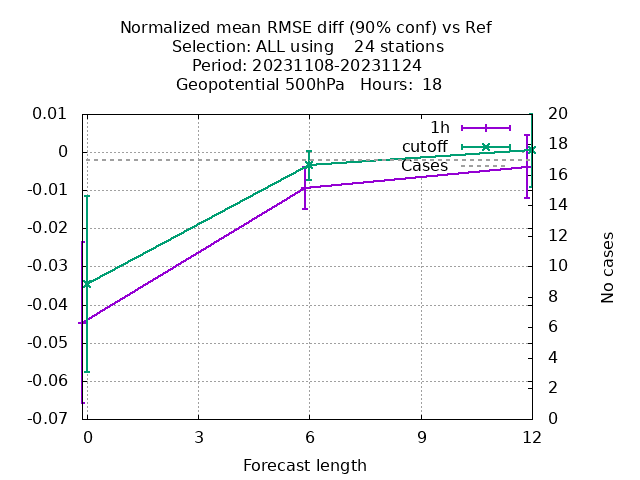 Normalized mean RMSE diff (90% conf) vs Ref
Selection: ALL using    24 stations
Period: 20231108-20231124
Geopotential 500hPa   Hours:  18
0.01
0
-0.01
-0.02
-0.03
-0.04
-0.05
-0.06
-0.07
1h
cutoff
Cases
20
18
16
14
12
10
8
6
4
2
0
No cases
0 3 6 9 12
Forecast length